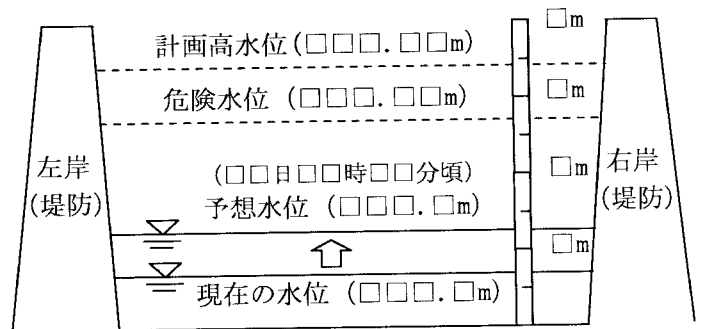 □m
計画高水位(□□□.□□m)
危険水位 (□□□.□□m)
□m
左岸
(堤防)
(□□日□□時□□分頃)
予想水位 (□□□.□m)
□m
右岸
(堤防)
□m
現在の水位 (□□□.□m)